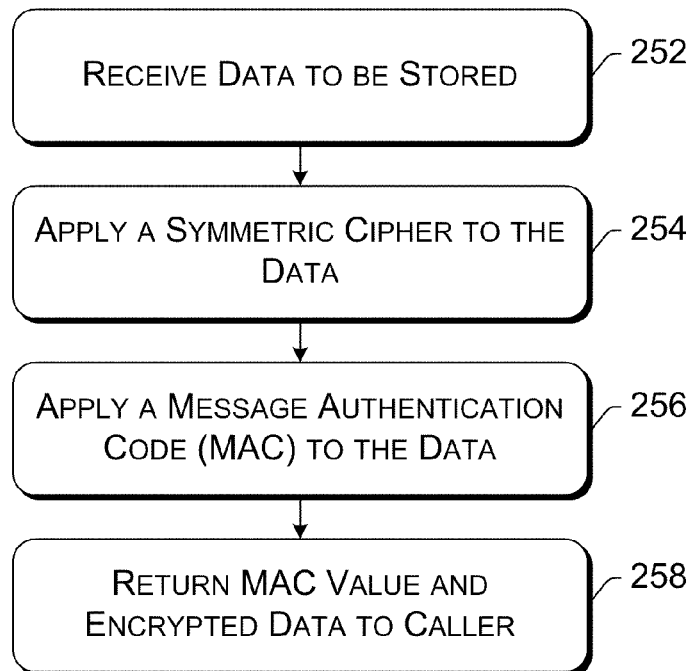 RECEIVE DATA TO BE STORED
252
APPLY A SYMMETRIC CIPHER TO THE
DATA
254
APPLY A MESSAGE AUTHENTICATION
CODE (MAC) TO THE DATA
256
RETURN MAC VALUE AND
ENCRYPTED DATA TO CALLER
258